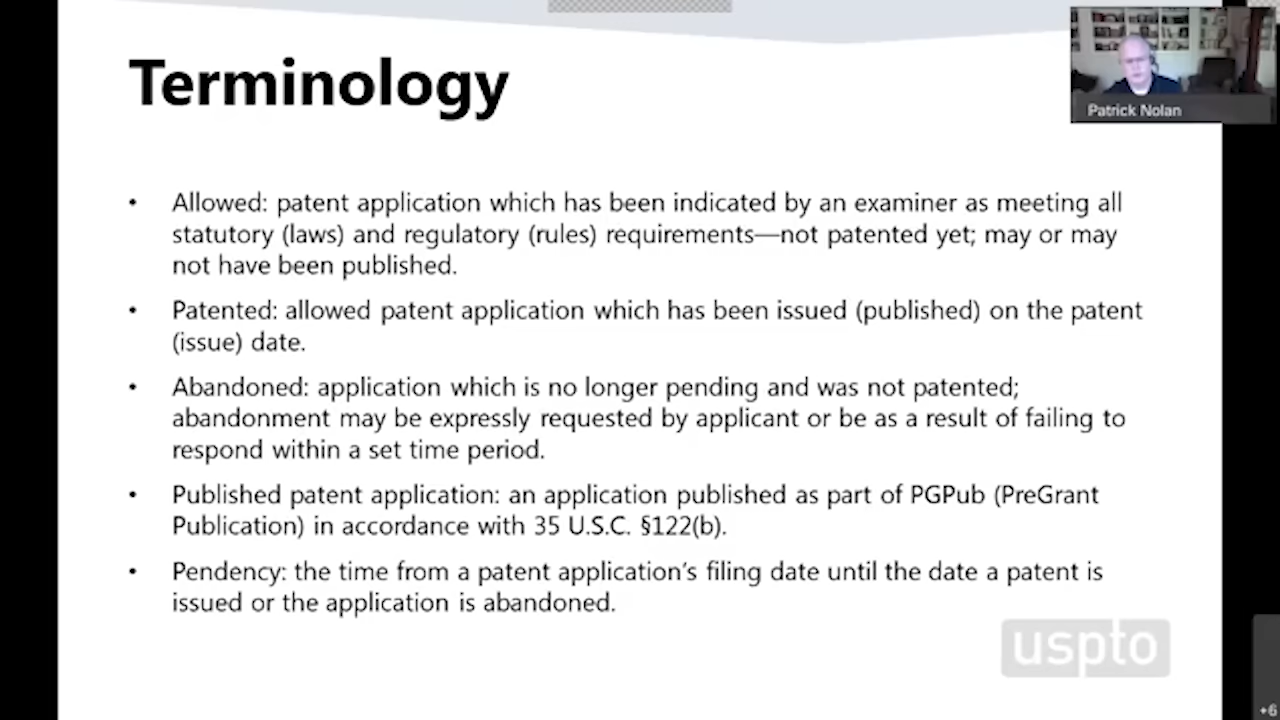 Terminology
Patrick Nolan
• Allowed: patent application which has been indicated by an examiner as meeting all
statutory (laws) and regulatory (rules) requirements—not patented yet; may or may
not have been published.
• Patented: allowed patent application which has been issued (published) on the patent
(issue) date.
• Abandoned: application which is no longer pending and was not patented;
abandonment may be expressly requested by applicant or be as a result of failing to
respond within a set time period.
• Published patent application: an application published as part of PGPub (PreGrant
Publication) in accordance with 35 U.S.C. §122(b).
• Pendency: the time from a patent application’s filing date until the date a patent is
issued or the application is abandoned.
uspto
+6